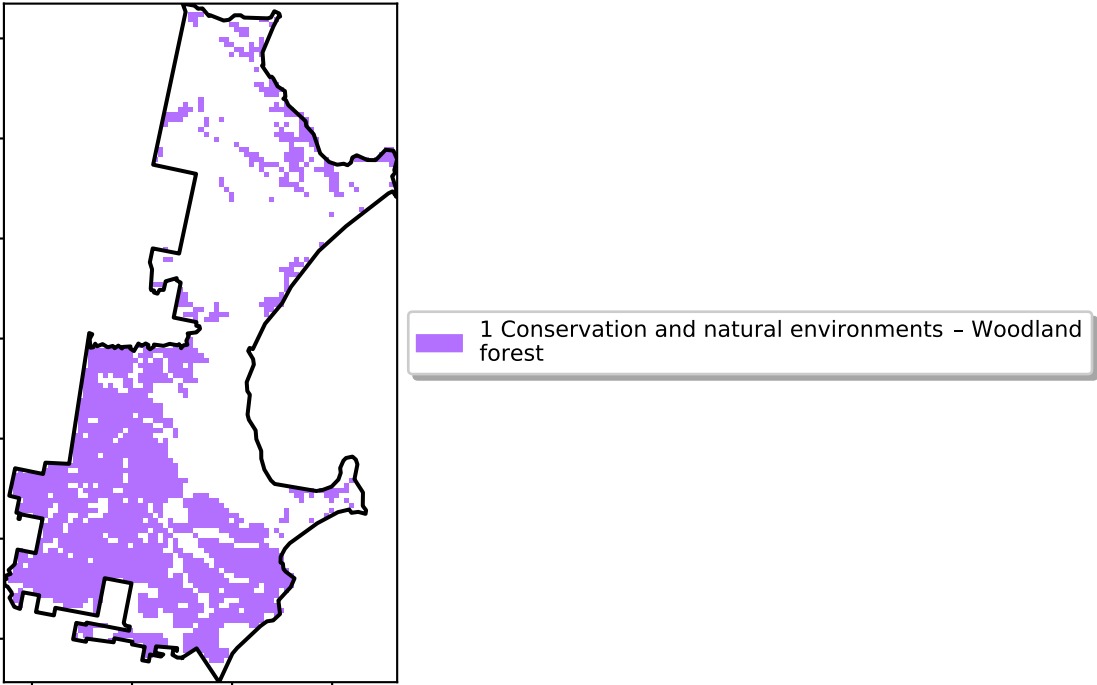 1 Conservation and natural environments – Woodland
forest